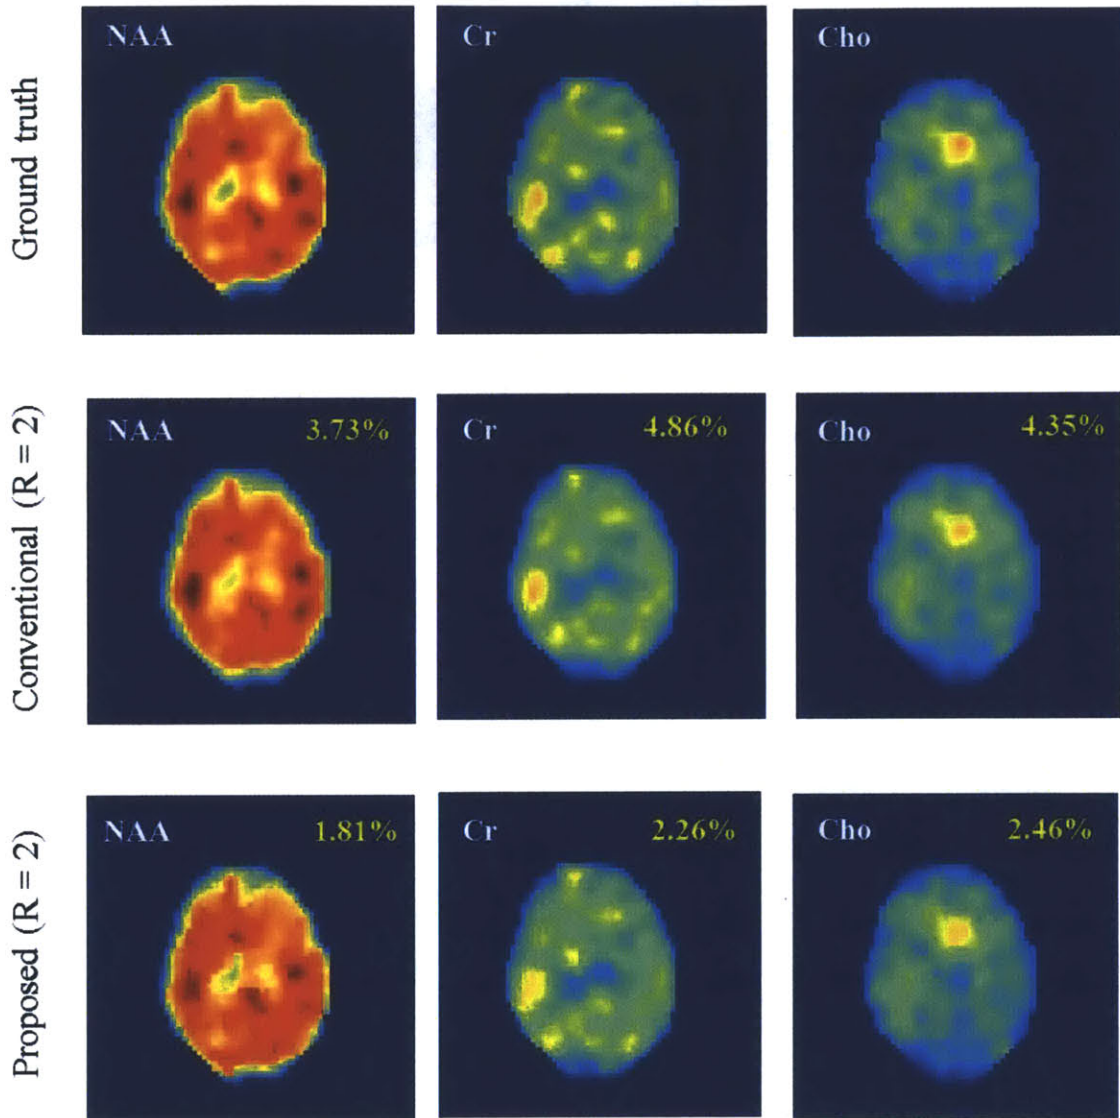 Ground truth
NAA
Cr
Cho
Conventional (R = 2)
NAA 3.73%
Cr 4.86%
Cho 4.35%
Proposed (R = 2)
NAA 1.81%
Cr 2.26%
Cho 2.46%